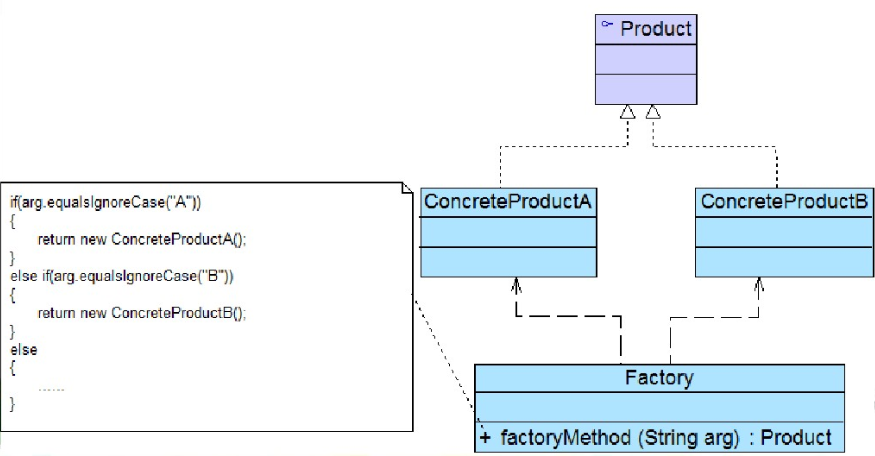 Product
if(arg.equalsIgnoreCase("A"))
{
return new ConcreteProductA();
}
else if(arg.equalsIgnoreCase("B"))
{
return new ConcreteProductB();
}
else
{
......
}
ConcreteProductA
ConcreteProductB
Factory
+ factoryMethod (String arg) : Product